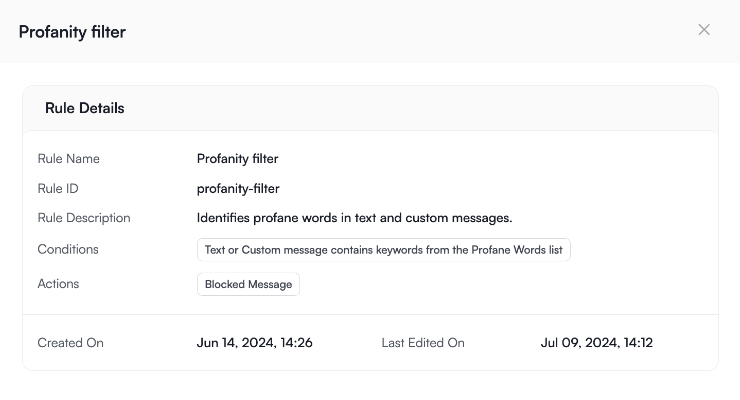 Profanity filter
Rule Details
Rule Name Profanity filter
Rule ID profanity-filter
Rule Description Identifies profane words in text and custom messages.
Conditions Text or Custom message contains keywords from the Profane Words list
Actions Blocked Message
Created On Jun 14, 2024, 14:26 Last Edited On Jul 09, 2024, 14:12